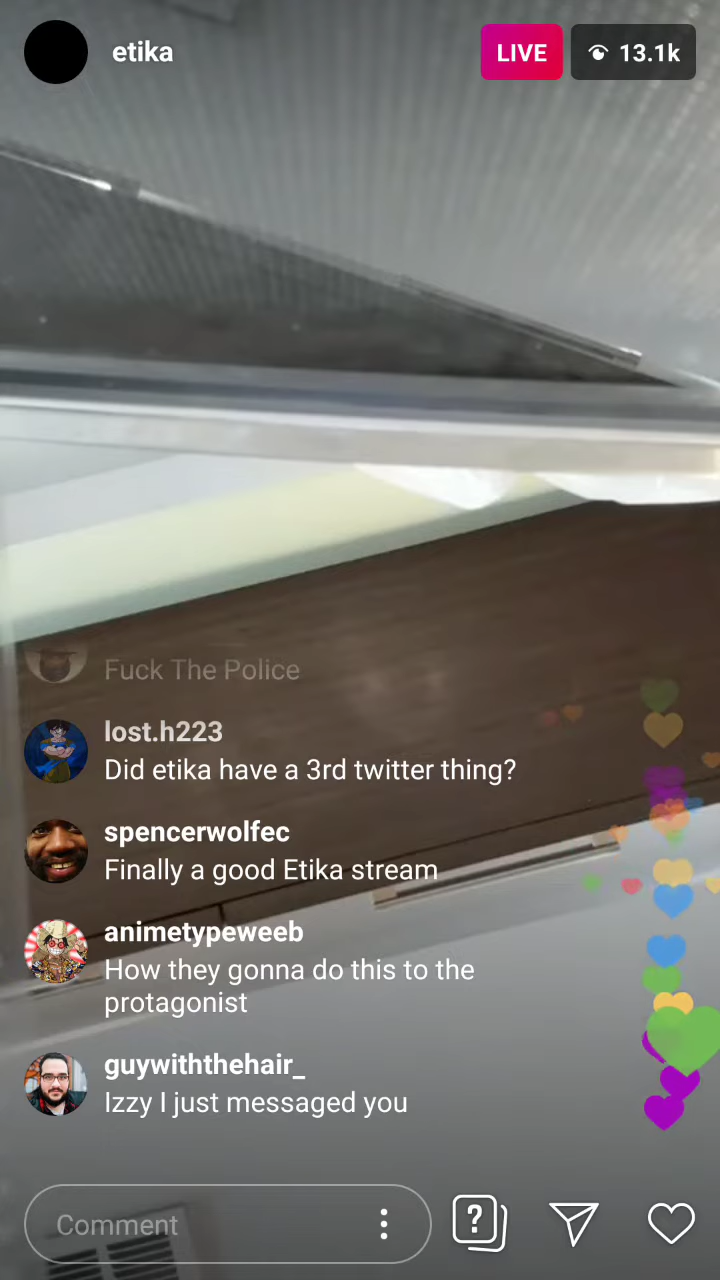 etika
LIVE
13.1k
Fuck The Police
lost.h223
Did etika have a 3rd twitter thing?
spencerwolfec
Finally a good Etika stream
animetypeweeb
How they gonna do this to the
protagonist
guywiththehair_
Izzy I just messaged you
Comment
?